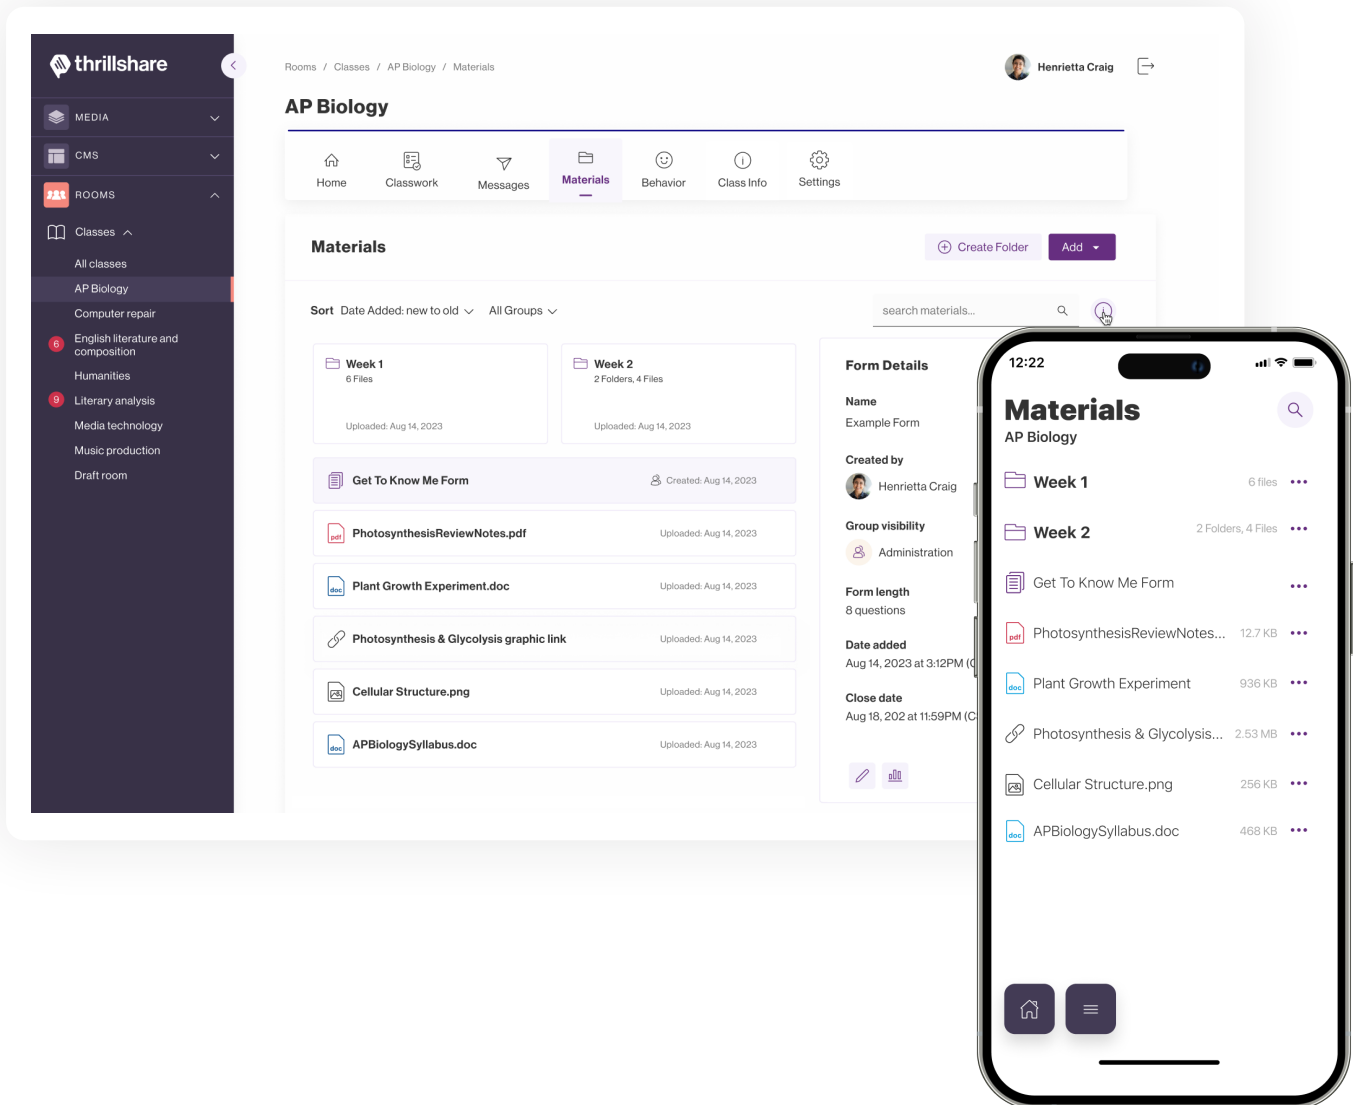 thrillshare
MEDIA
CMS
ROOMS
Classes
All classes
AP Biology
Computer repair
6
English literature and
composition
Humanities
9
Literary analysis
Media technology
Music production
Draft room
Rooms / Classes / AP Biology / Materials
Henrietta Craig
AP Biology
Home
Classwork
Messages
Materials
Behavior
Class Info
Settings
Materials
Create Folder
Add
Sort Date Added: new to old
All Groups
search materials...
Week 1
6 Files
Uploaded: Aug 14, 2023
Week 2
2 Folders, 4 Files
Uploaded: Aug 14, 2023
Get To Know Me Form
Created: Aug 14, 2023
pdf
PhotosynthesisReviewNotes.pdf
Uploaded: Aug 14, 2023
doc
Plant Growth Experiment.doc
Uploaded: Aug 14, 2023
Photosynthesis & Glycolysis graphic link
Uploaded: Aug 14, 2023
Cellular Structure.png
Uploaded: Aug 14, 2023
doc
APBiologySyllabus.doc
Uploaded: Aug 14, 2023
Form Details
Name
Example Form
Created by
Henrietta Craig
Group visibility
Administration
Form length
8 questions
Date added
Aug 14, 2023 at 3:12PM (C
Close date
Aug 18, 202 at 11:59PM (C
12:22
Materials
AP Biology
Week 1
6 files
Week 2
2 Folders, 4 Files
Get To Know Me Form
pdf
PhotosynthesisReviewNotes...
12.7 KB
doc
Plant Growth Experiment
936 KB
Photosynthesis & Glycolysis...
2.53 MB
Cellular Structure.png
256 KB
doc
APBiologySyllabus.doc
468 KB